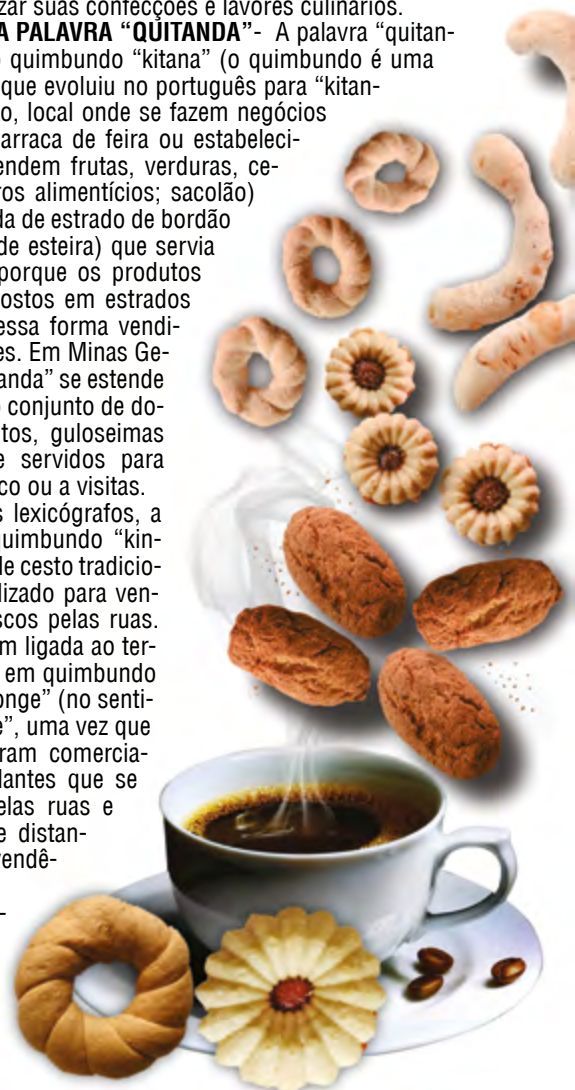 zar suas confecções e lavores culinários.
A PALAVRA “QUITANDA”- A palavra “quitan-
o quimbundo “kitana” (o quimbundo é uma
que evoluiu no português para “kitan-
o, local onde se fazem negócios
arraca de feira ou estabeleci-
endem frutas, verduras, ce-
ros alimentícios; sacolão)
da de estrado de bordão
de esteira) que servia
porque os produtos
ostos em estrados
essa forma vendi-
es. Em Minas Ge-
anda” se estende
o conjunto de do-
tos, guloseimas
e servidos para
co ou a visitas.
s lexicógrafos, a
quimbundo “kin-
de cesto tradicio-
lizado para ven-
scos pelas ruas.
m ligada ao ter-
em quimbundo
onge” (no senti-
e”, uma vez que
ram comercia-
lantes que se
elas ruas e
e distan-
vendê-
-